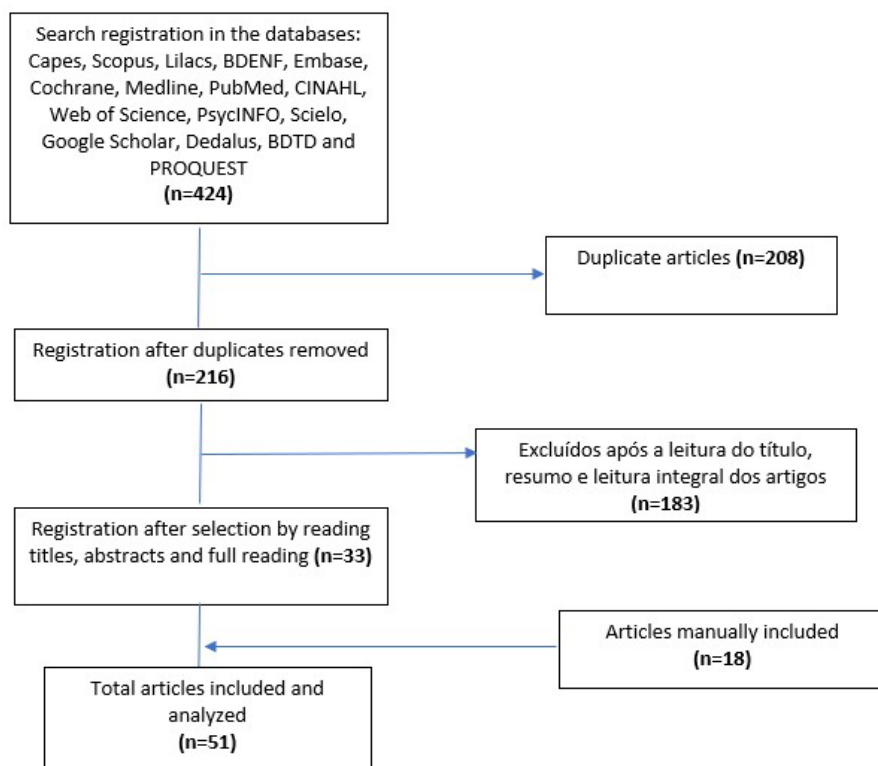 Search registration in the databases:
Capes, Scopus, Lilacs, BDENF, Embase,
Cochrane, Medline, PubMed, CINAHL,
Web of Science, PsycINFO, Scielo,
Google Scholar, Dedalus, BDTD and
PROQUEST
(n=424)
Duplicate articles (n=208)
Registration after duplicates removed
(n=216)
Excluídos após a leitura do título,
resumo e leitura integral dos artigos
(n=183)
Registration after selection by reading
titles, abstracts and full reading (n=33)
Articles manually included
(n=18)
Total articles included and
analyzed
(n=51)